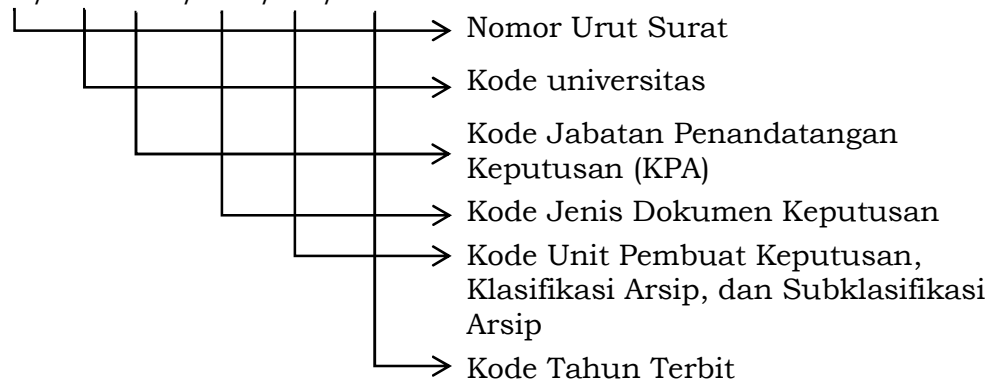 Nomor Urut Surat
Kode universitas
Kode Jabatan Penandatangan
Keputusan (KPA)
Kode Jenis Dokumen Keputusan
Kode Unit Pembuat Keputusan,
Klasifikasi Arsip, dan Subklasifikasi
Arsip
Kode Tahun Terbit